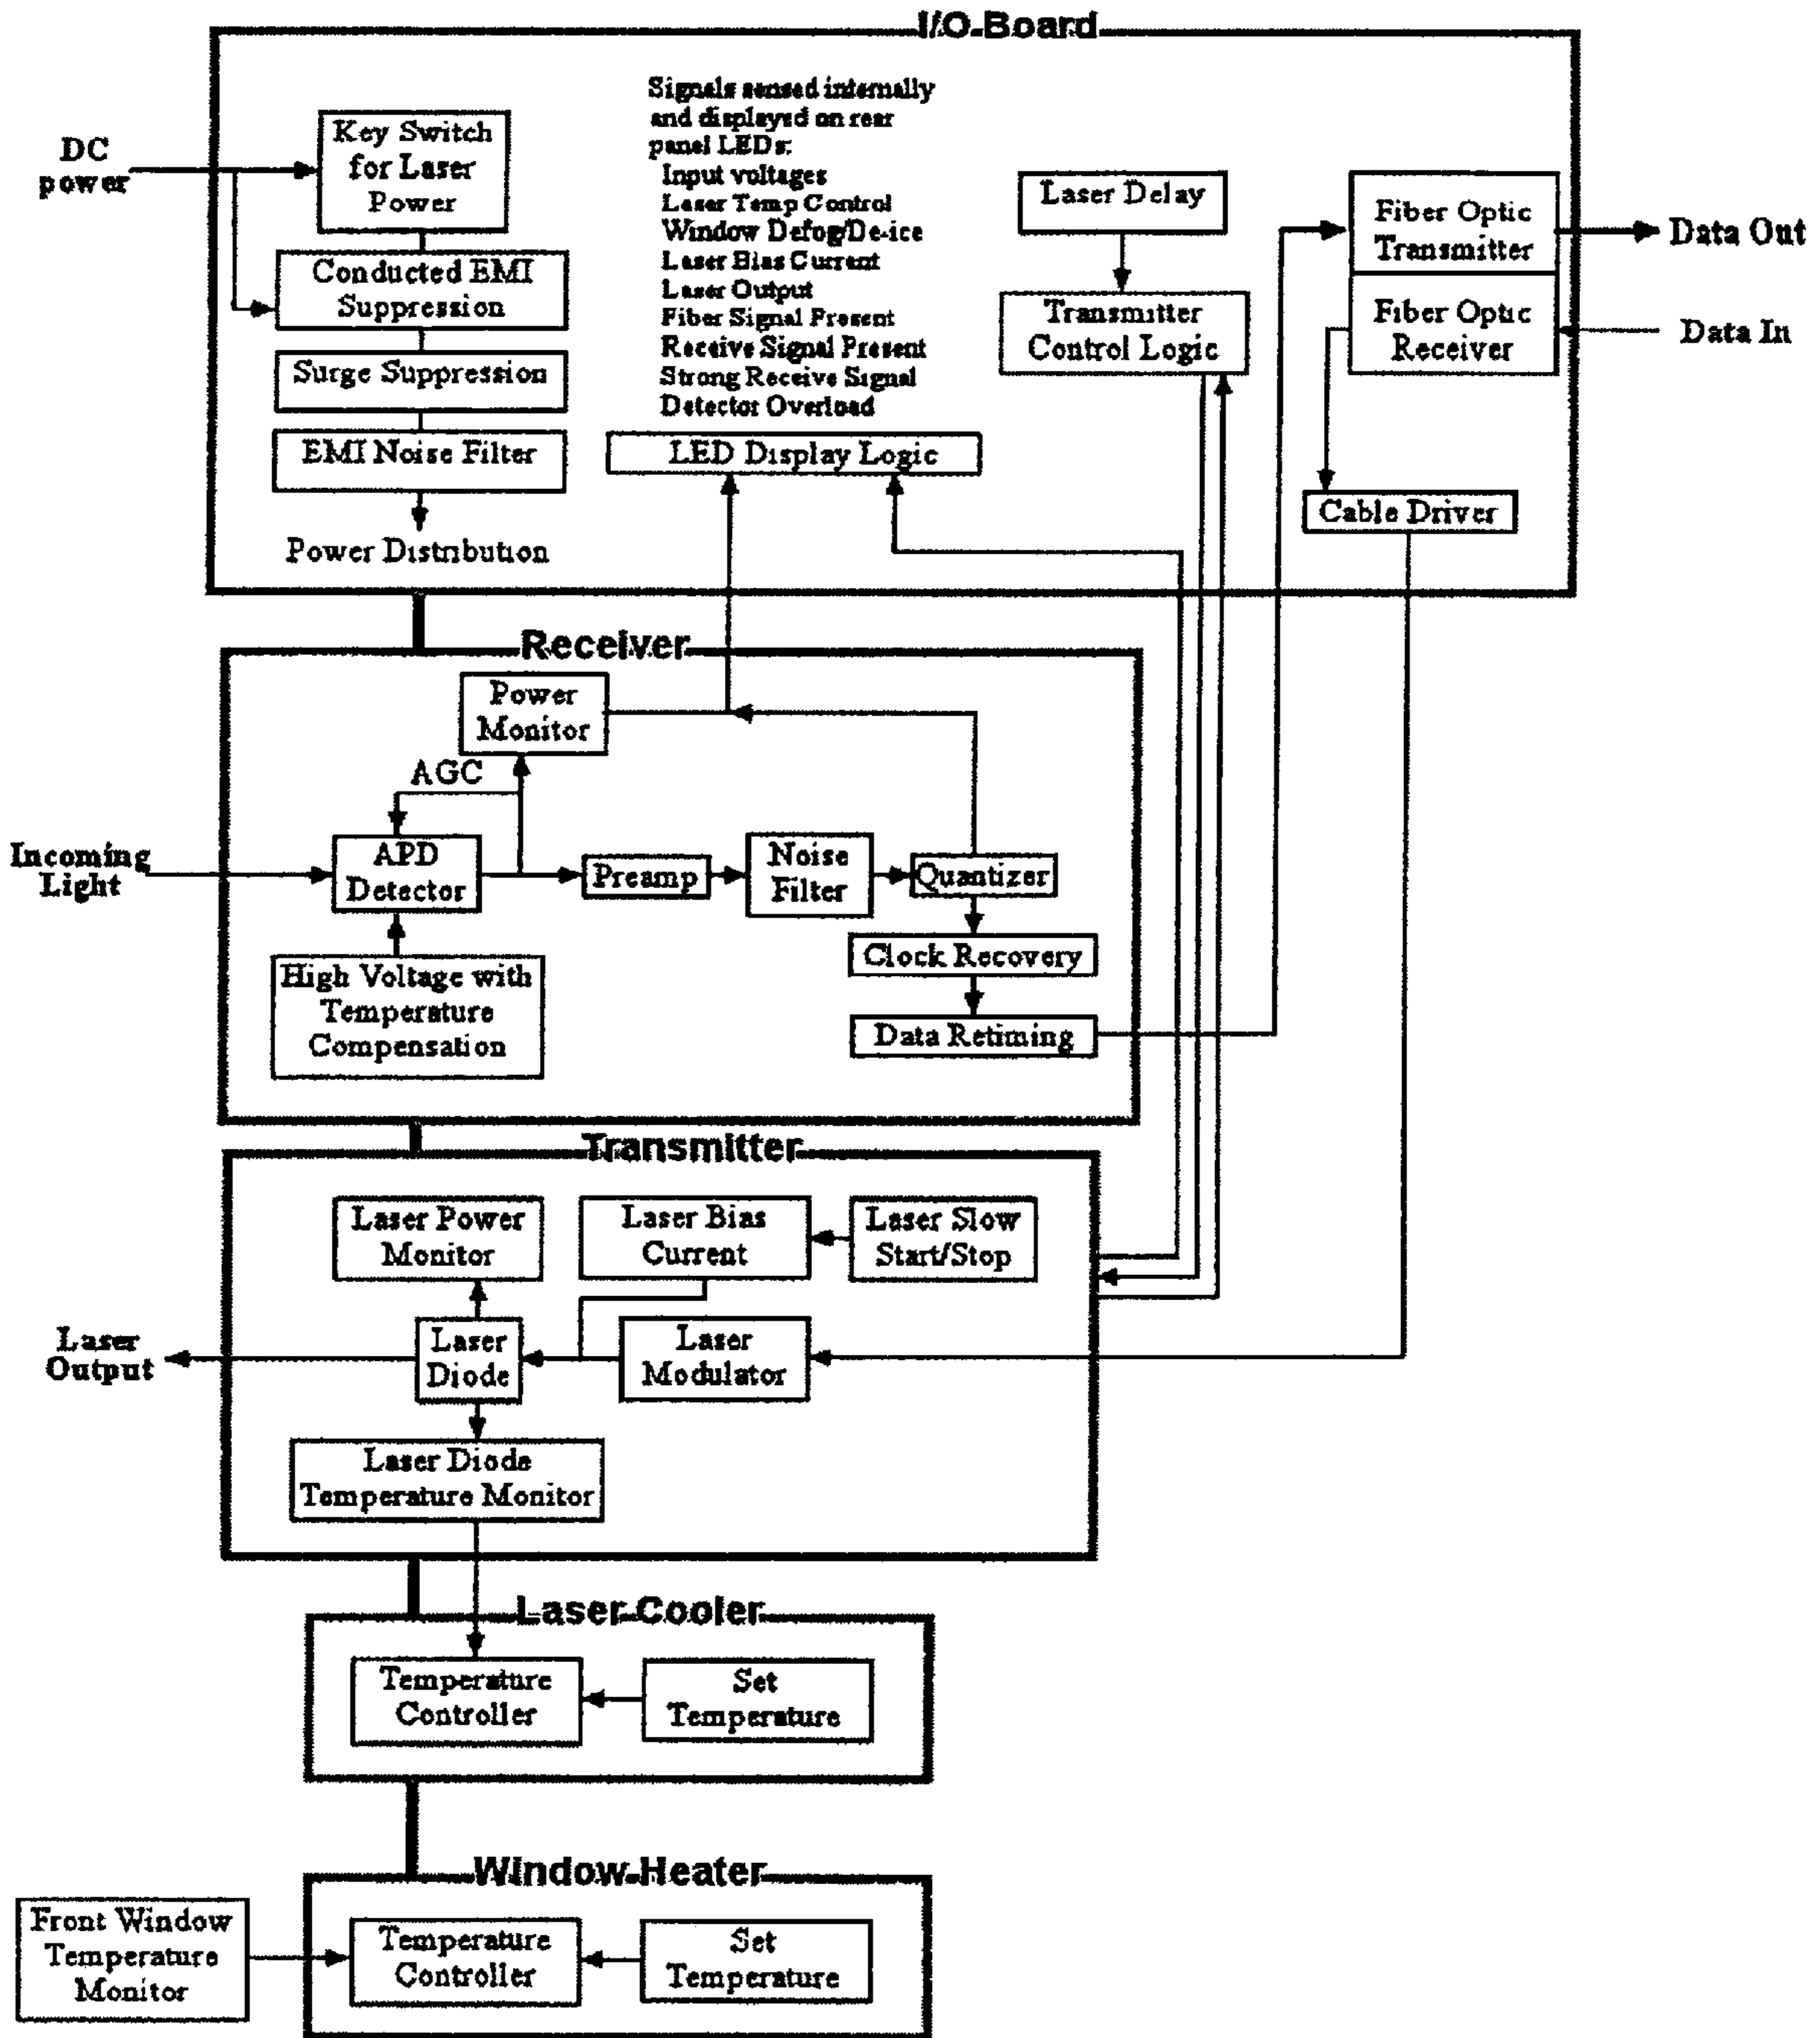 I/O Board
DC
power
Key Switch
for Laser
Power
Conducted EMI
Suppression
Surge Suppression
EMI Noise Filter
Power Distribution
Signals sensed internally
and displayed on rear
panel LEDs:
Input voltages
Laser Temp Control
Window Defog/De-ice
Laser Bias Current
Laser Output
Fiber Signal Present
Receive Signal Present
Strong Receive Signal
Detector Overload
LED Display Logic
Laser Delay
Transmitter
Control Logic
Fiber Optic
Transmitter
Fiber Optic
Receiver
Data Out
Data In
Cable Driver
Receiver
Power
Monitor
AGC
Incoming
Light
APD
Detector
Preamp
Noise
Filter
Quantizer
Clock Recovery
Data Retiming
High Voltage with
Temperature
Compensation
Transmitter
Laser Power
Monitor
Laser Bias
Current
Laser Slow
Start/Stop
Laser
Output
Laser
Diode
Laser
Modulator
Laser Diode
Temperature Monitor
Laser Cooler
Temperature
Controller
Set
Temperature
Window Heater
Front Window
Temperature
Monitor
Temperature
Controller
Set
Temperature